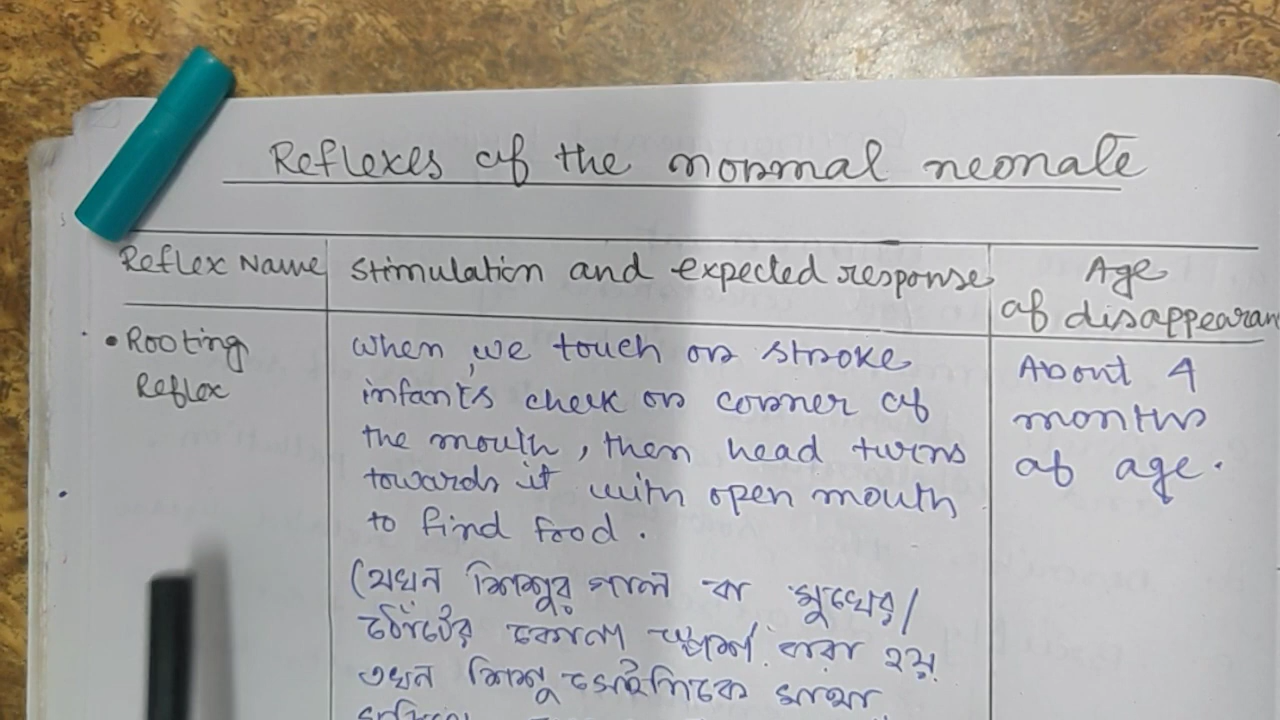 Reflexes of the normal neonate
Reflex Name
Stimulation and expected response
Age
of disappearan
• Rooting
Reflex
when we touch or stroke
infant's cheek or corner of
the mouth, then head turns
towards it with open mouth
to find food.
(যখন শিশুর গাল বা মুখের/
ঠোঁটের কোনা স্পর্শ করা হয়
তখন শিশু সেইদিকে মাথা
About 4
months
of age.